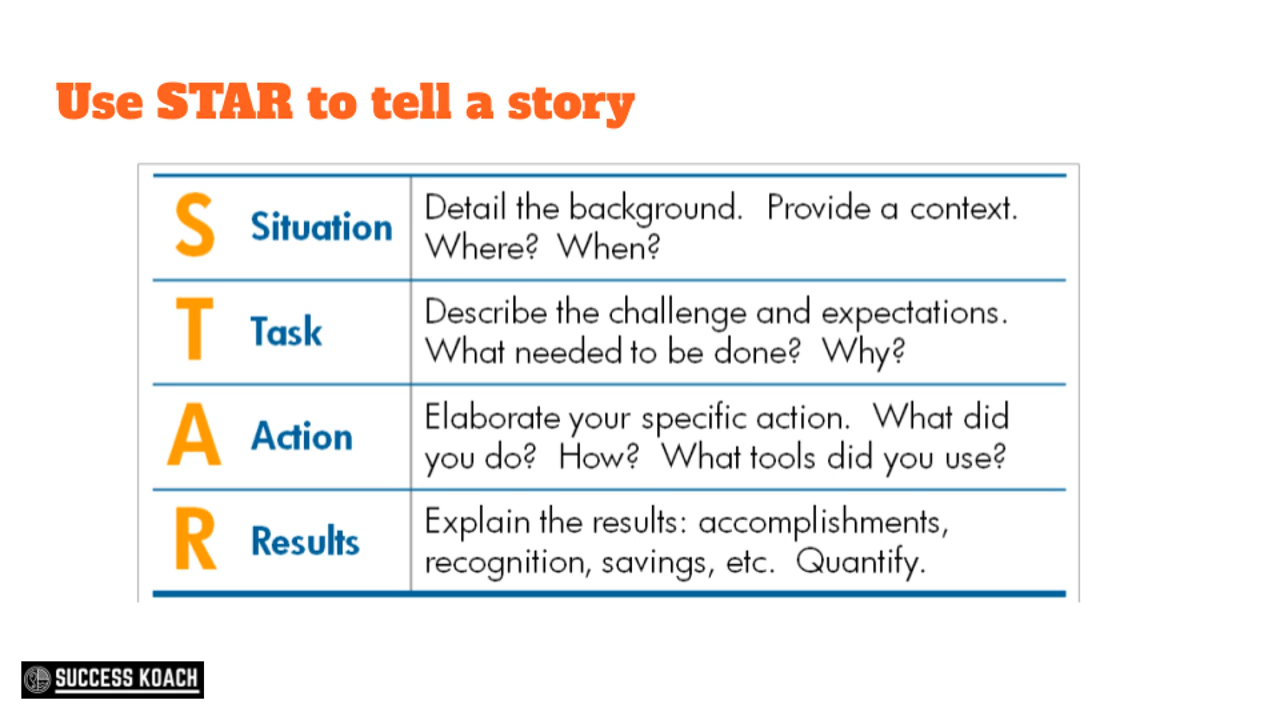 Use STAR to tell a story
S Situation
Detail the background. Provide a context.
Where? When?
T Task
Describe the challenge and expectations.
What needed to be done? Why?
A Action
Elaborate your specific action. What did
you do? How? What tools did you use?
R Results
Explain the results: accomplishments,
recognition, savings, etc. Quantify.
SUCCESS KOACH